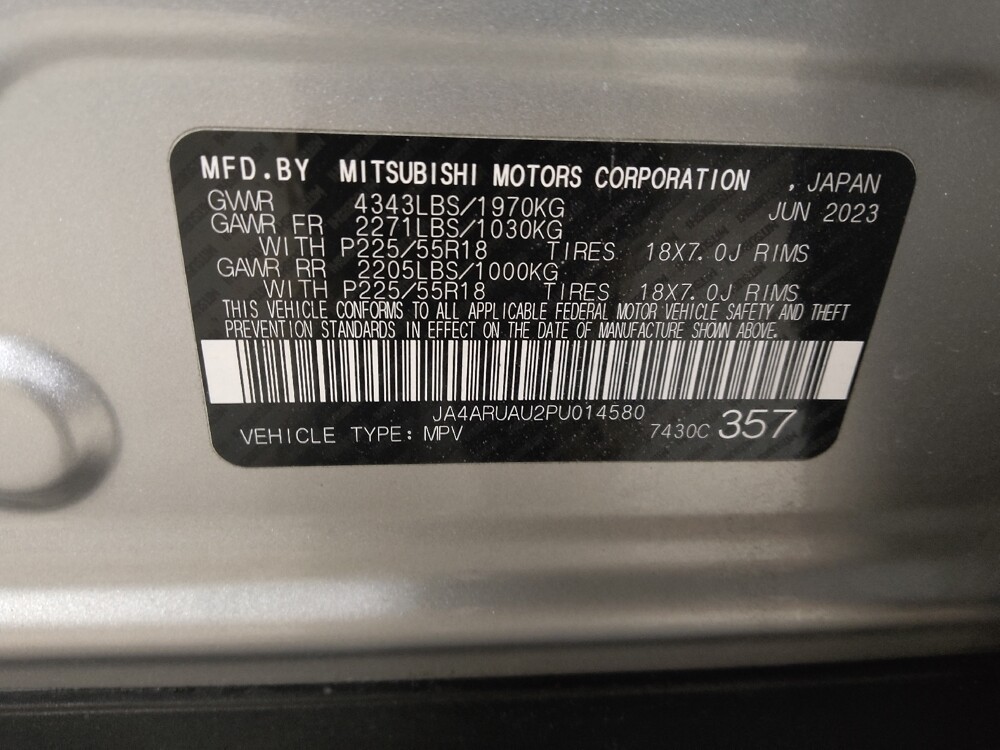 MFD.BY MITSUBISHI MOTORS CORPORATION , JAPAN
GVWR 4343LBS/1970KG JUN 2023
GAWR FR 2271LBS/1030KG
WITH P225/55R18 TIRES 18X7.0J RIMS
GAWR RR 2205LBS/1000KG
WITH P225/55R18 TIRES 18X7.0J RIMS
THIS VEHICLE CONFORMS TO ALL APPLICABLE FEDERAL MOTOR VEHICLE SAFETY AND THEFT
PREVENTION STANDARDS IN EFFECT ON THE DATE OF MANUFACTURE SHOWN ABOVE.
JA4ARUAU2PU014580
VEHICLE TYPE: MPV 7430C 357